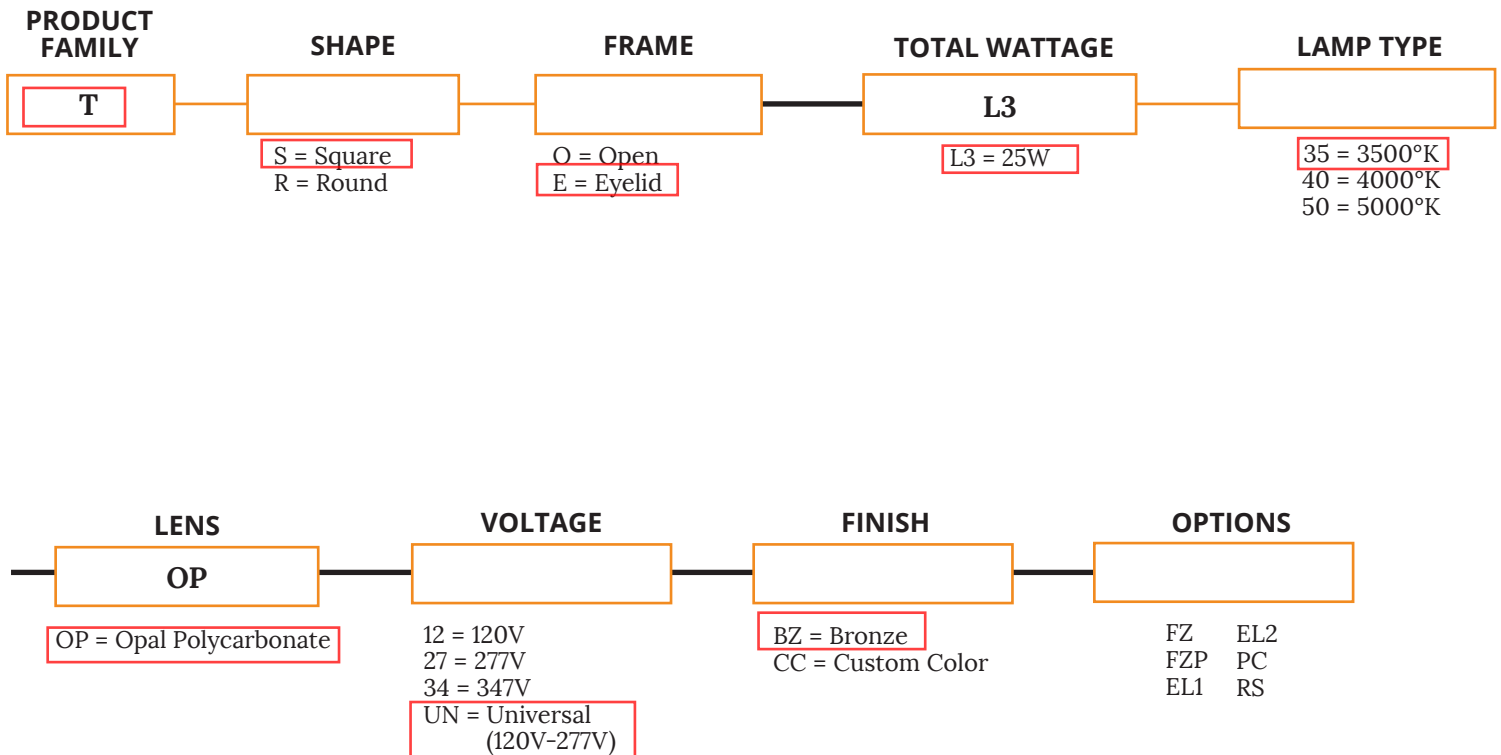 PRODUCT
FAMILY
SHAPE
FRAME
TOTAL WATTAGE
LAMP TYPE
T
L3
S = Square
R = Round
O = Open
E = Eyelid
L3 = 25W
35 = 3500°K
40 = 4000°K
50 = 5000°K
LENS
VOLTAGE
FINISH
OPTIONS
OP
OP = Opal Polycarbonate
12 = 120V
27 = 277V
34 = 347V
UN = Universal
(120V-277V)
BZ = Bronze
CC = Custom Color
FZ EL2
FZP PC
EL1 RS